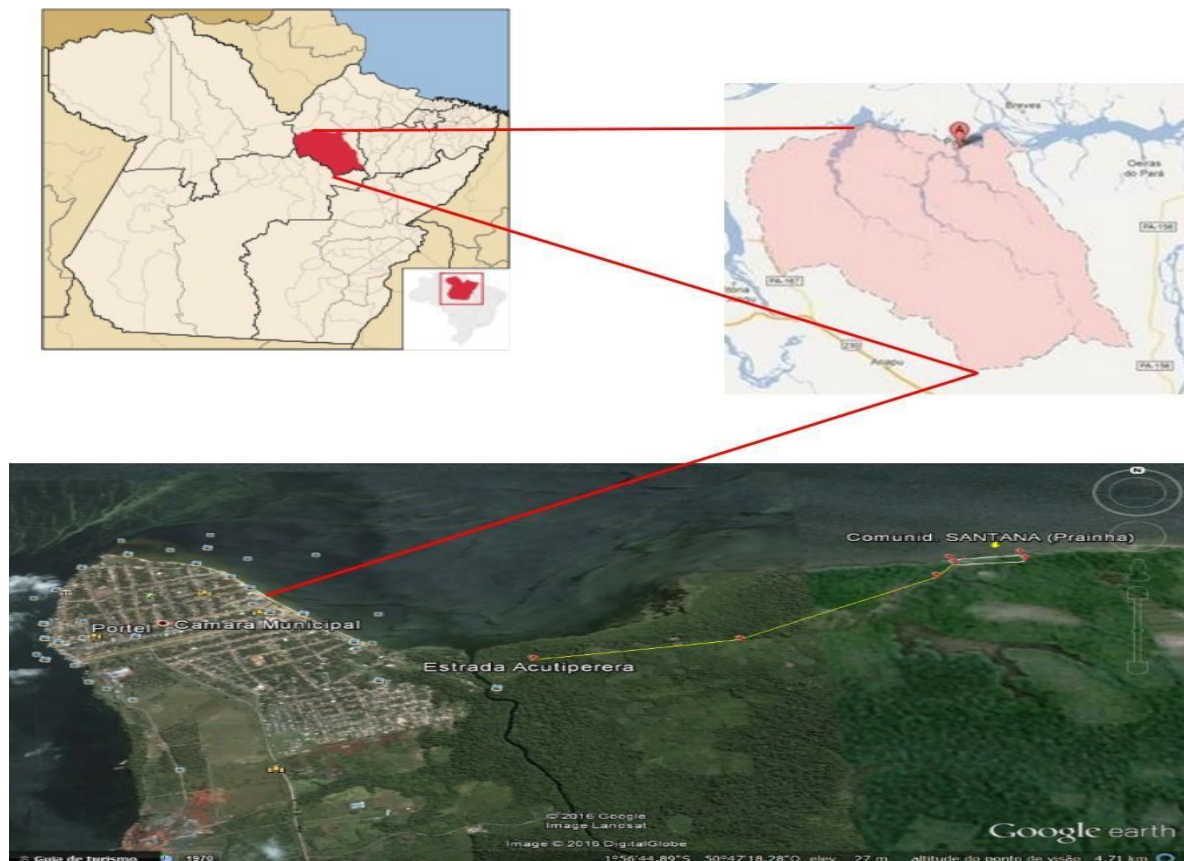 Breves
A
Oeiras
do Pará
PA-156
PA-167
230
Anapu
PA-156
N
Comunid. SANTANA (Prainha)
Portel
Camara Municipal
Estrada Acutiperera
© 2016 Google
Image Landsat
Image © 2016 DigitalGlobe
Google earth
Guia de turismo
1970
1°56'44.89"S 50°47'18.28"O elev 27 m altitude do ponto de visão 8.71 km